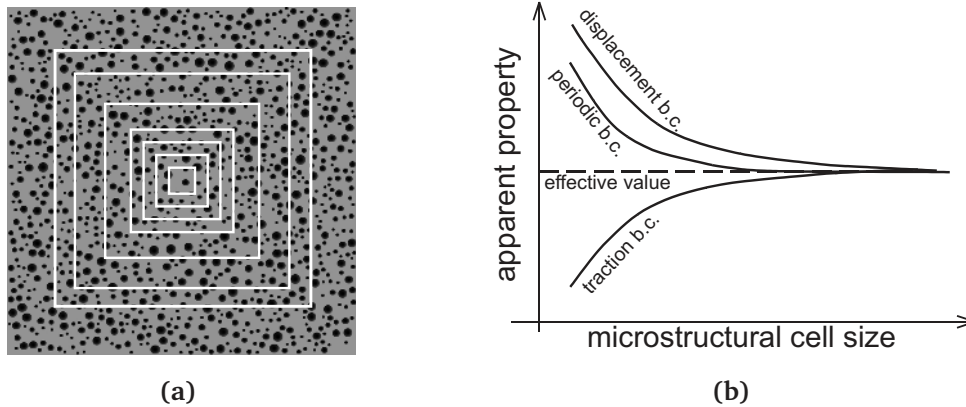 displacement b.c.
periodic b.c.
effective value
traction b.c.
apparent property
microstructural cell size
(a)
(b)